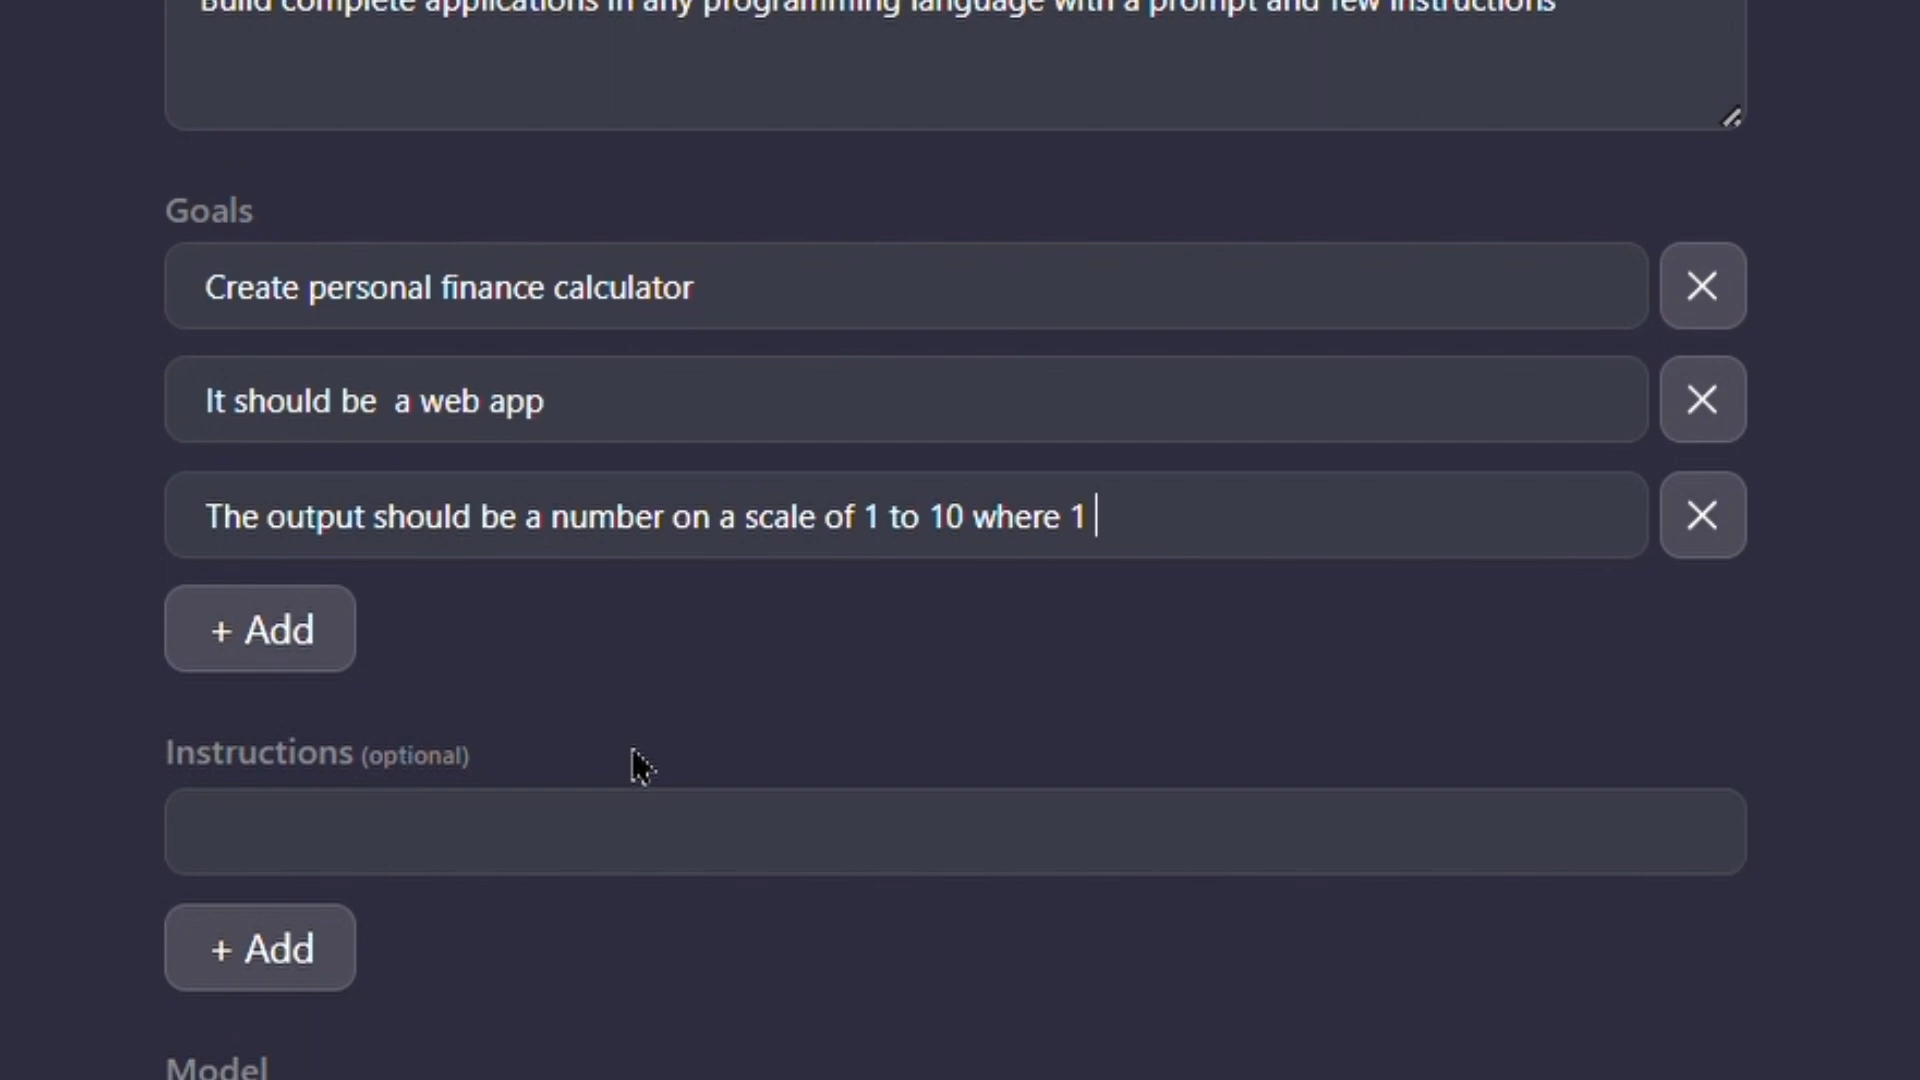 Build complete applications in any programming language with a prompt and few instructions
Goals
Create personal finance calculator
It should be  a web app
The output should be a number on a scale of 1 to 10 where 1
+ Add
Instructions (optional)
+ Add
Model